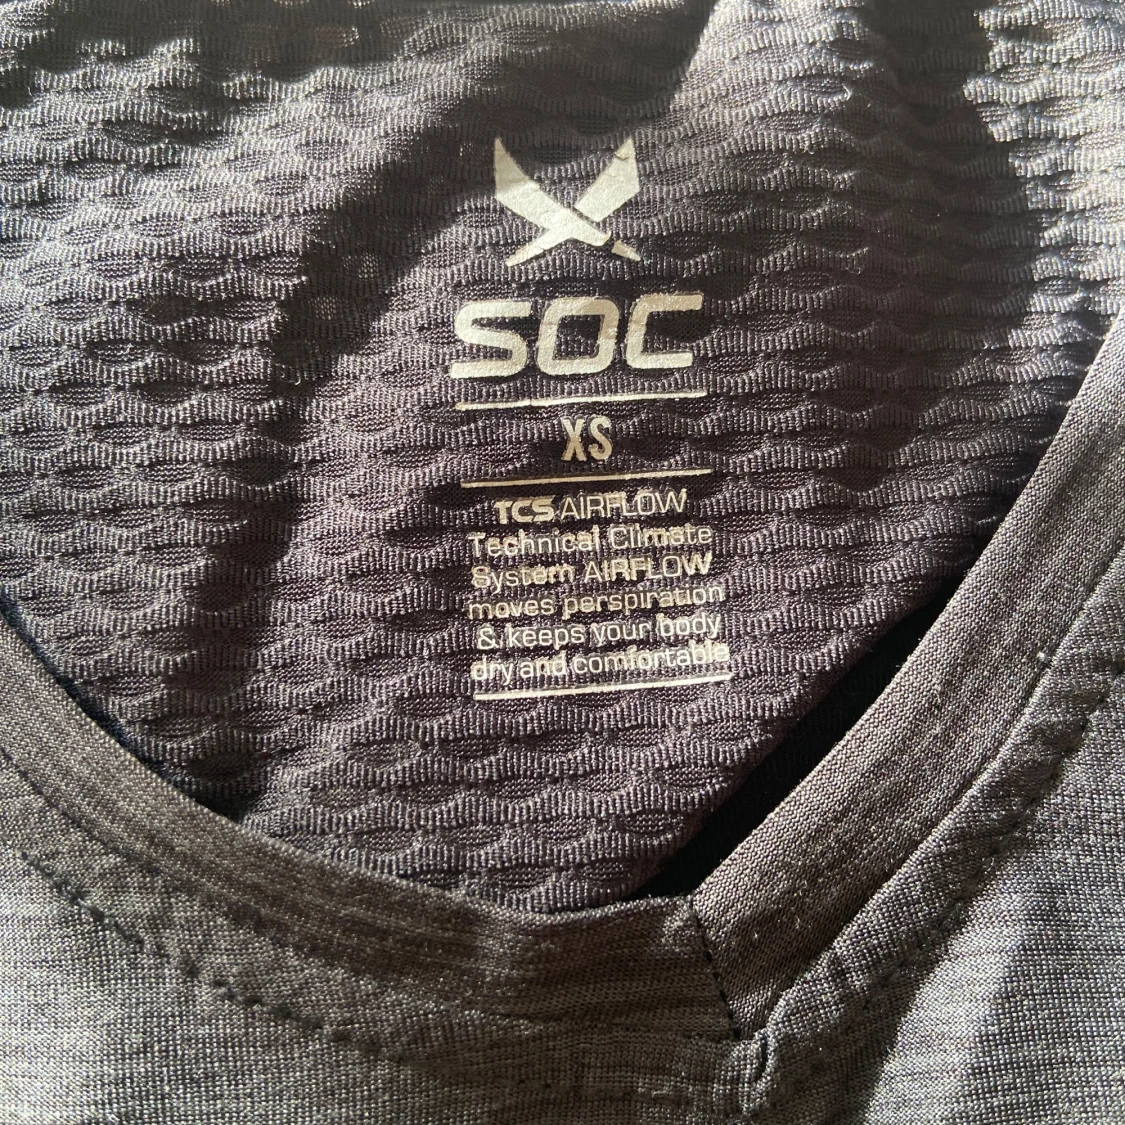 SOC
XS
TCS AIRFLOW
Technical Climate
System AIRFLOW
moves perspiration
& keeps your body
dry and comfortable